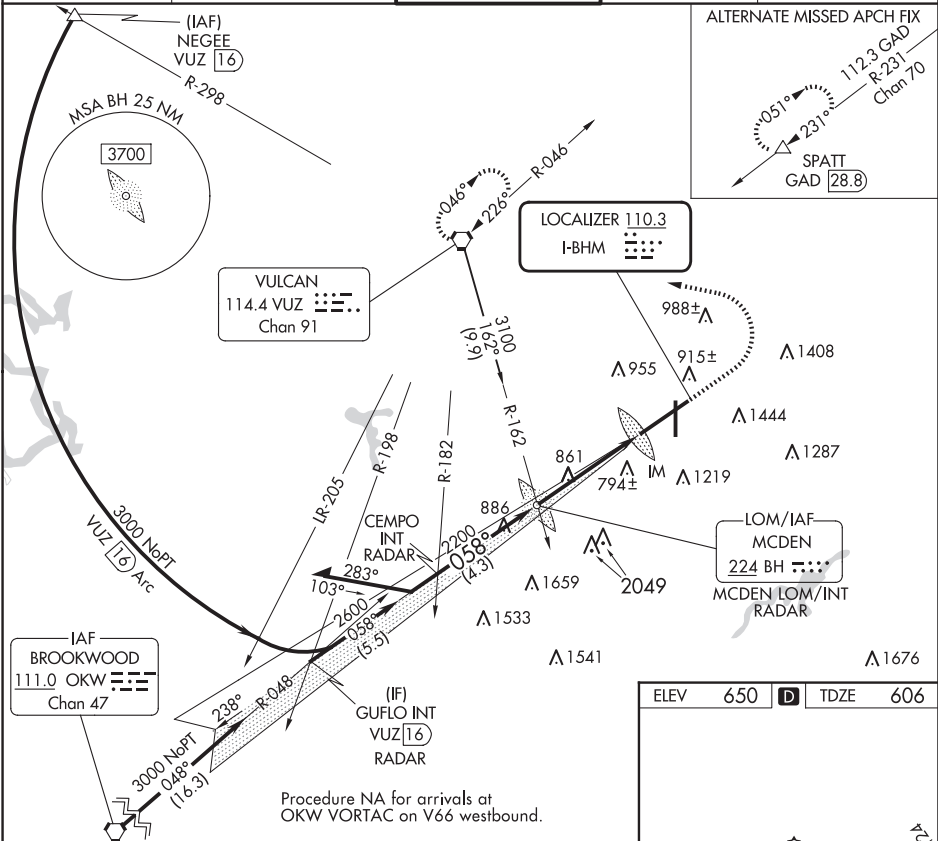 (IAF)
NEGEE
VUZ 16
R-298
MSA BH 25 NM
3700
ALTERNATE MISSED APCH FIX
112.3 GAD
R-231
Chan 70
051°
231°
SPATT
GAD 28.8
R-046
046°
226°
LOCALIZER 110.3
I-BHM
VULCAN
114.4 VUZ
Chan 91
3100
162°
(9.9)
R-162
988±
955
915±
1408
1444
1287
1219
IM
794±
861
886
LR-205
R-198
R-182
CEMPO
INT
RADAR
2200
058°
(4.3)
283°
103°
2600
058°
(5.5)
LOM/IAF
MCDEN
224 BH
MCDEN LOM/INT
RADAR
2049
1659
1533
1541
1676
3000 NoPT
VUZ 16 Arc
IAF
BROOKWOOD
111.0 OKW
Chan 47
238°
R-048
3000 NoPT
048°
(16.3)
(IF)
GUFLO INT
VUZ 16
RADAR
Procedure NA for arrivals at
OKW VORTAC on V66 westbound.
ELEV 650 D TDZE 606